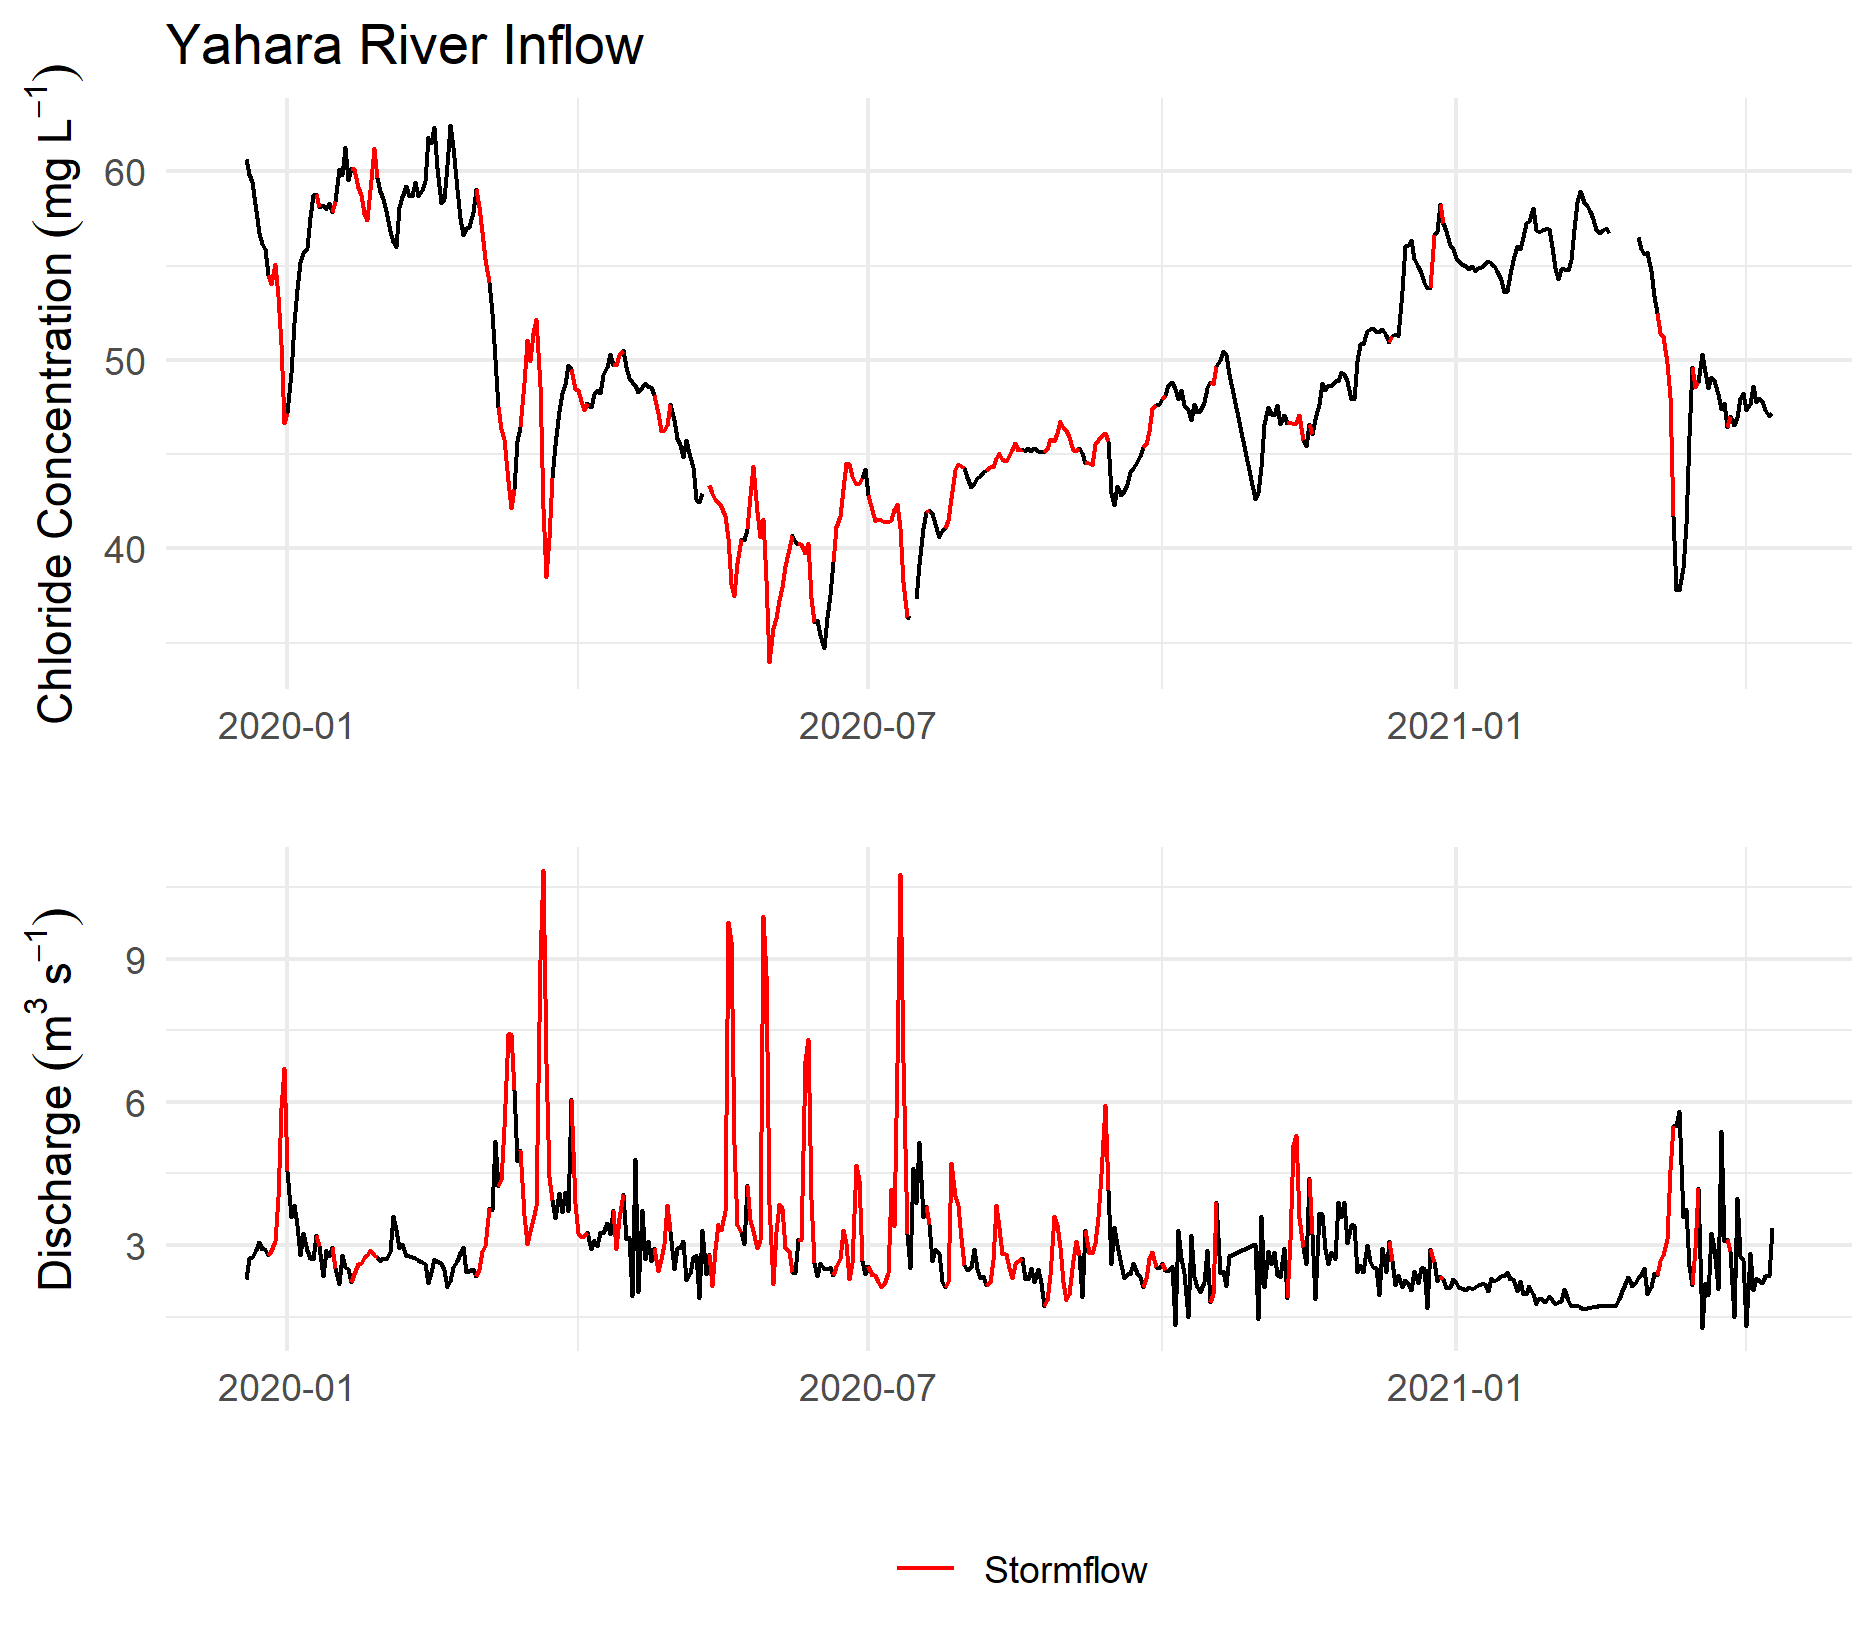 Yahara River Inflow
Chloride Concentration (mg L⁻¹)
60
50
40
2020-01 2020-07 2021-01
Discharge (m³ s⁻¹)
9
6
3
2020-01 2020-07 2021-01
Stormflow